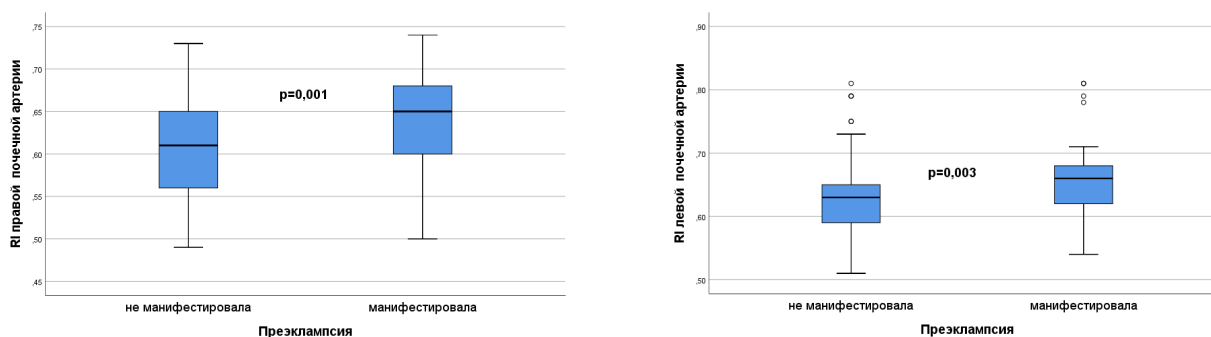 RI правой почечной артерии
,75
,70
,65
,60
,55
,50
,45
p=0,001
не манифестировала
манифестировала
Преэклампсия
RI левой почечной артерии
,90
,80
,70
,60
,50
p=0,003
не манифестировала
манифестировала
Преэклампсия